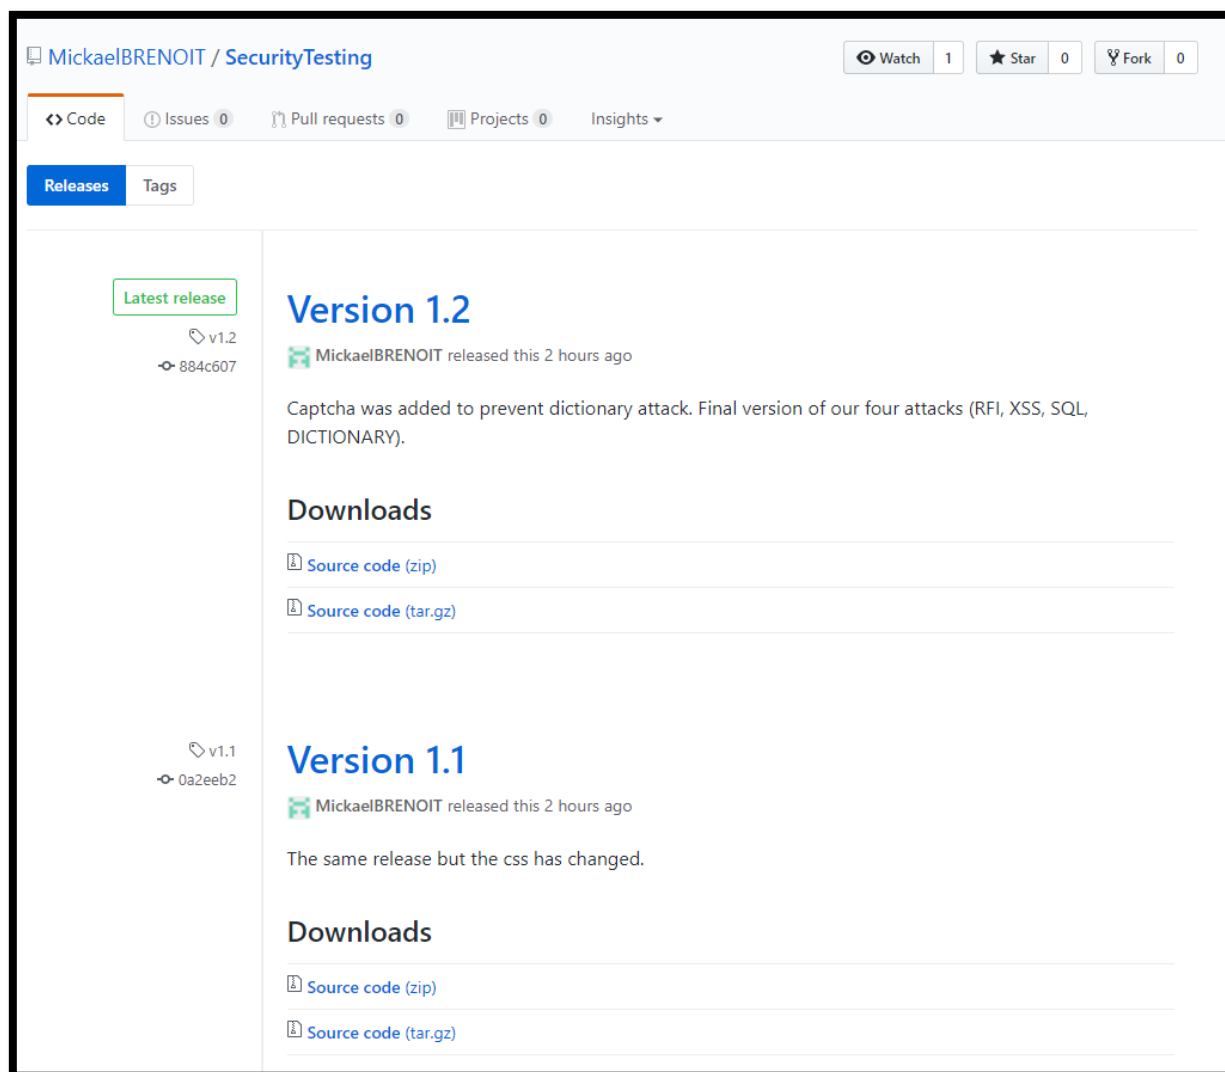 MickaelBRENOIT / SecurityTesting
Watch 1 Star 0 Fork 0
Code Issues 0 Pull requests 0 Projects 0 Insights
Releases Tags
Latest release
v1.2
884c607
Version 1.2
MickaelBRENOIT released this 2 hours ago
Captcha was added to prevent dictionary attack. Final version of our four attacks (RFI, XSS, SQL,
DICTIONARY).
Downloads
Source code (zip)
Source code (tar.gz)
v1.1
0a2eeb2
Version 1.1
MickaelBRENOIT released this 2 hours ago
The same release but the css has changed.
Downloads
Source code (zip)
Source code (tar.gz)